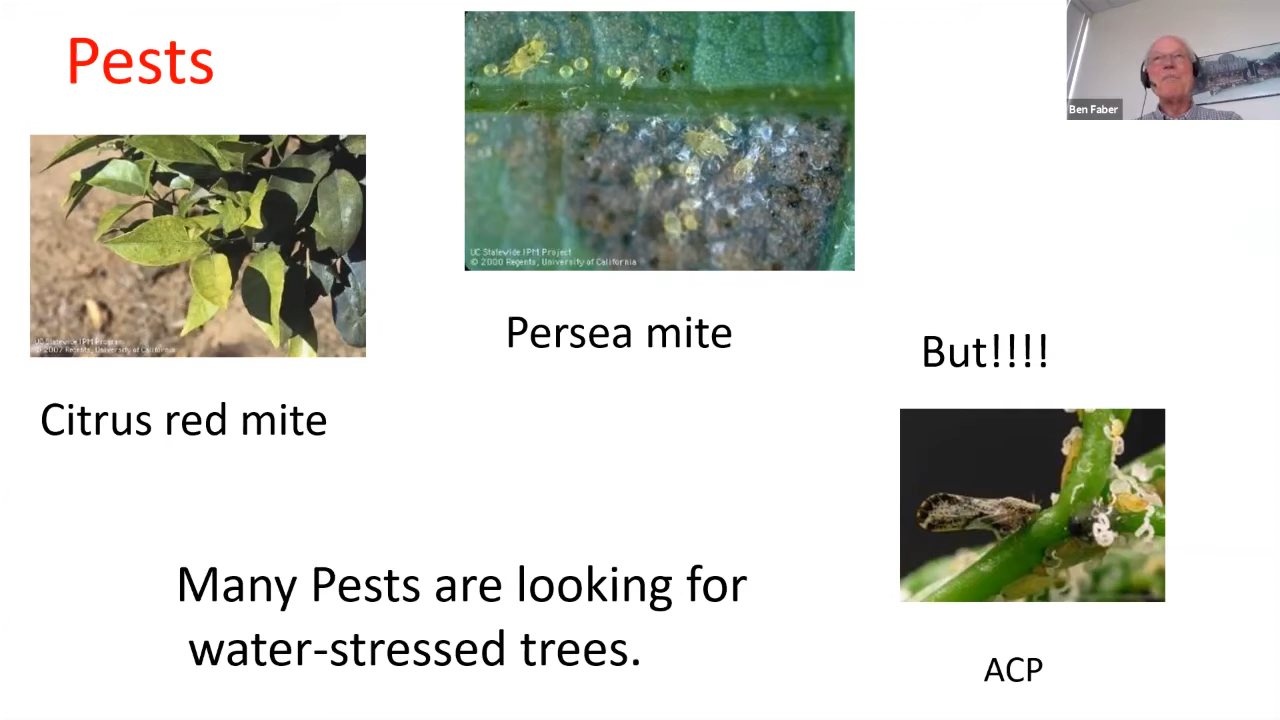 Pests
Ben Faber
UC Statewide IPM Project
© 2000 Regents, University of California
UC Statewide IPM Program
© 2007 Regents, University of California
Persea mite
But!!!!
Citrus red mite
Many Pests are looking for
water-stressed trees.
ACP